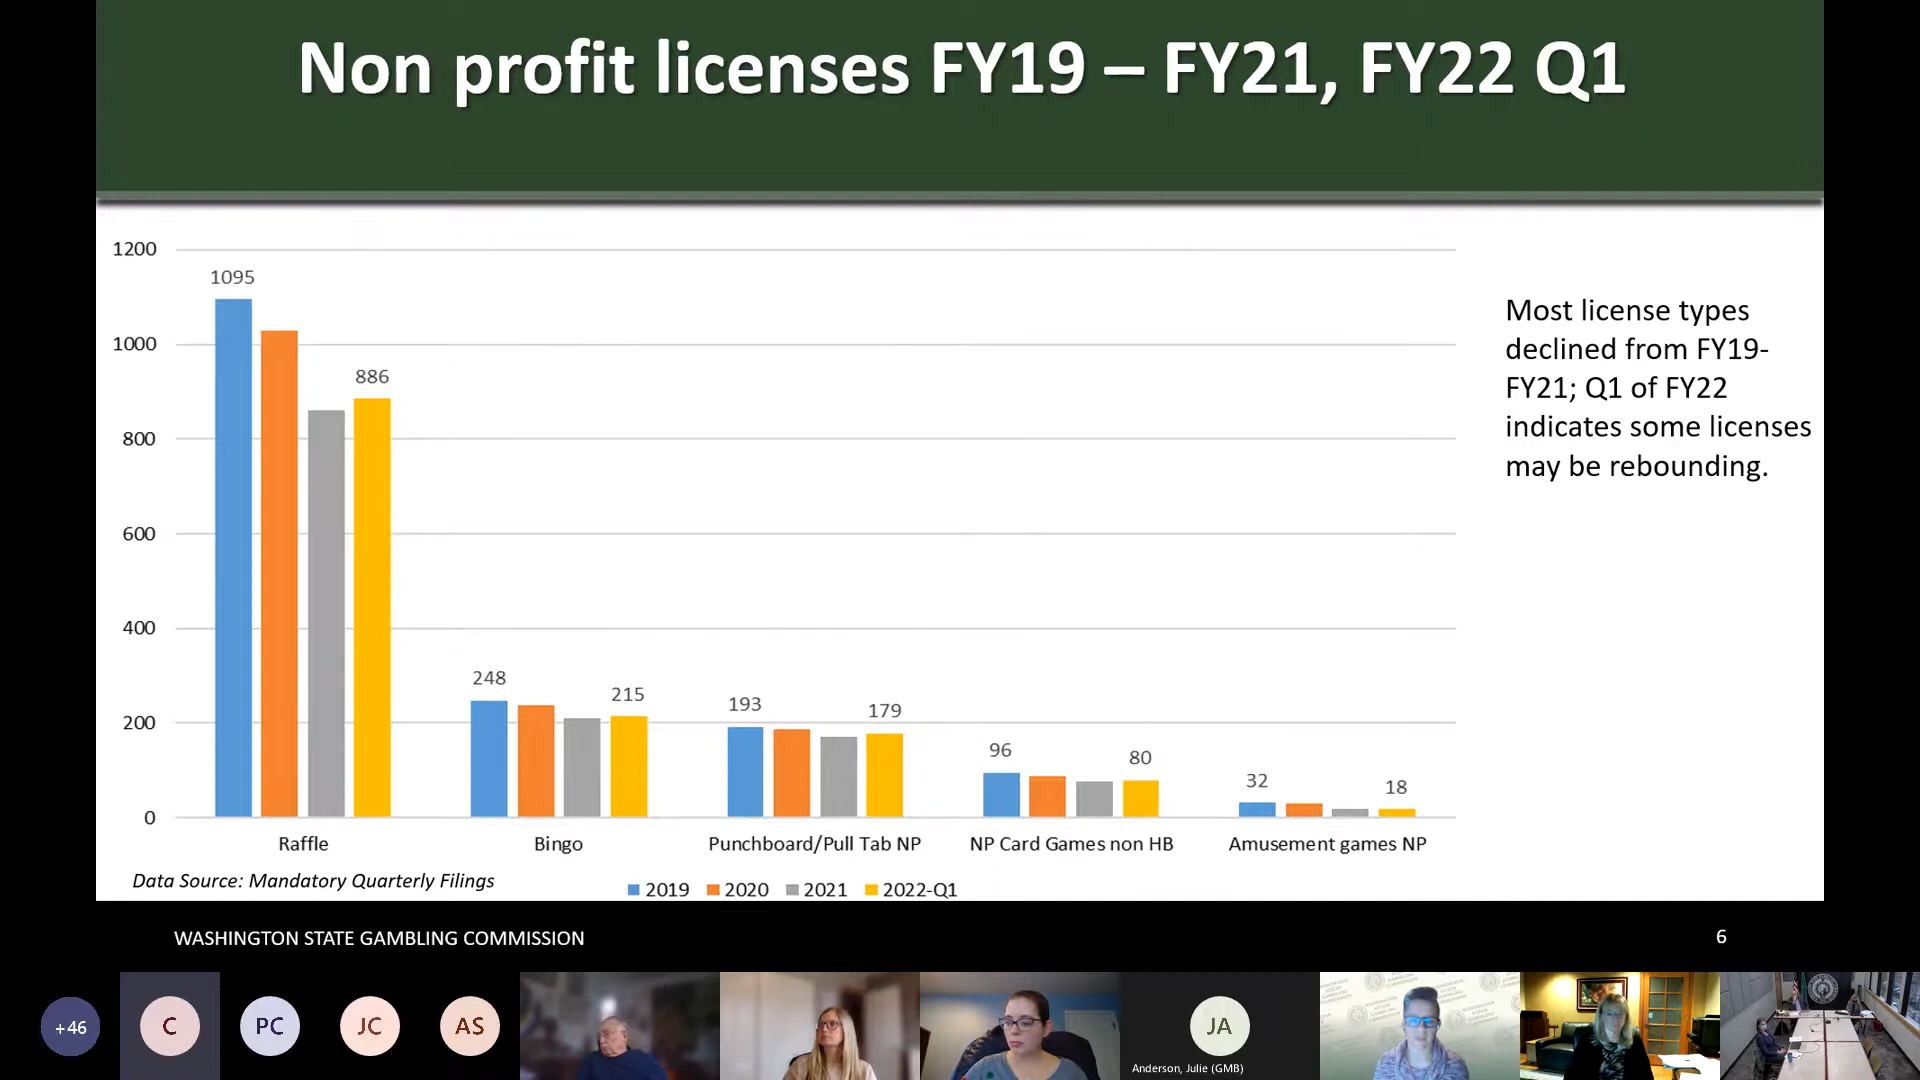 Non profit licenses FY19 – FY21, FY22 Q1
1200
1000
800
600
400
200
0
1095
886
248
215
193
179
96
80
32
18
Raffle
Bingo
Punchboard/Pull Tab NP
NP Card Games non HB
Amusement games NP
Data Source: Mandatory Quarterly Filings
2019
2020
2021
2022-Q1
Most license types
declined from FY19-
FY21; Q1 of FY22
indicates some licenses
may be rebounding.
WASHINGTON STATE GAMBLING COMMISSION
6
+46
C
PC
JC
AS
JA
Anderson, Julie (GMB)